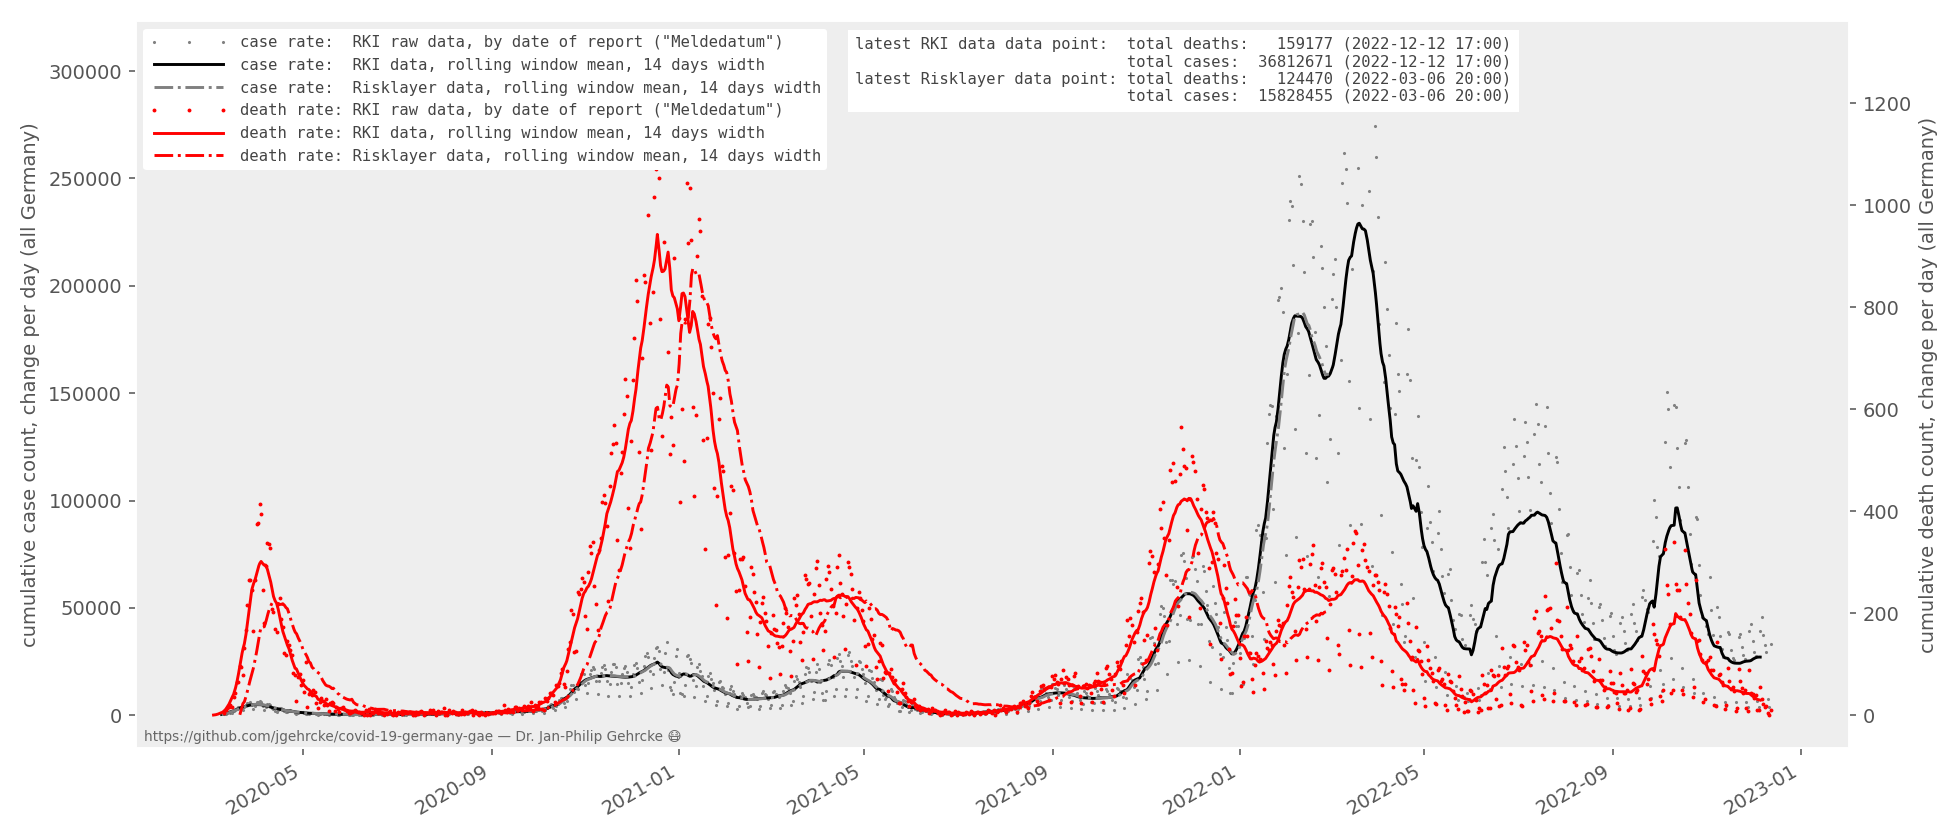 case rate:  RKI raw data, by date of report ("Meldedatum")
case rate:  RKI data, rolling window mean, 14 days width
case rate:  Risklayer data, rolling window mean, 14 days width
death rate: RKI raw data, by date of report ("Meldedatum")
death rate: RKI data, rolling window mean, 14 days width
death rate: Risklayer data, rolling window mean, 14 days width
latest RKI data data point:  total deaths:   159177 (2022-12-12 17:00)
total cases:  36812671 (2022-12-12 17:00)
latest Risklayer data point: total deaths:   124470 (2022-03-06 20:00)
total cases:  15828455 (2022-03-06 20:00)
cumulative case count, change per day (all Germany)
300000
250000
200000
150000
100000
50000
0
cumulative death count, change per day (all Germany)
1200
1000
800
600
400
200
0
https://github.com/jgehrcke/covid-19-germany-gae — Dr. Jan-Philip Gehrcke 😷
2020-05
2020-09
2021-01
2021-05
2021-09
2022-01
2022-05
2022-09
2023-01